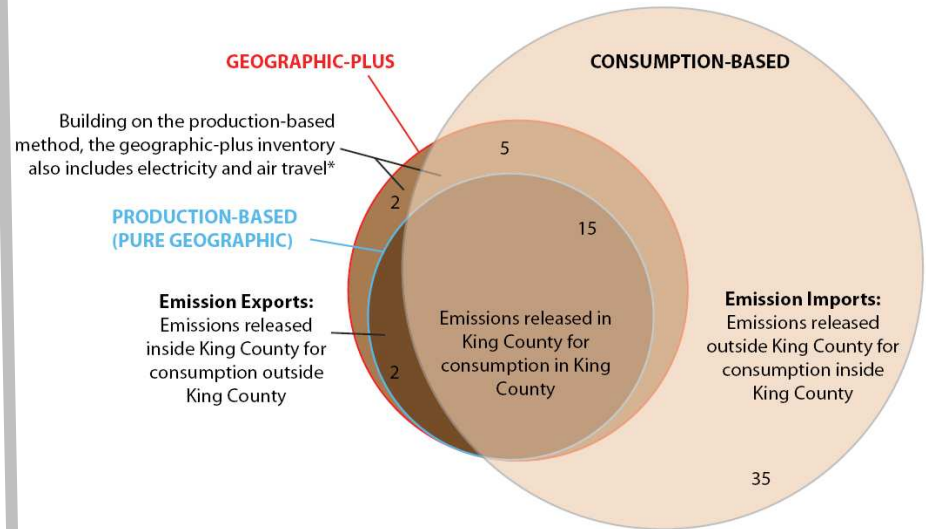 GEOGRAPHIC-PLUS
CONSUMPTION-BASED
Building on the production-based
method, the geographic-plus inventory
also includes electricity and air travel*
5
2
PRODUCTION-BASED
(PURE GEOGRAPHIC)
15
Emission Exports:
Emissions released
inside King County for
consumption outside
King County
2
Emissions released in
King County for
consumption in King
County
Emission Imports:
Emissions released
outside King County for
consumption inside
King County
35